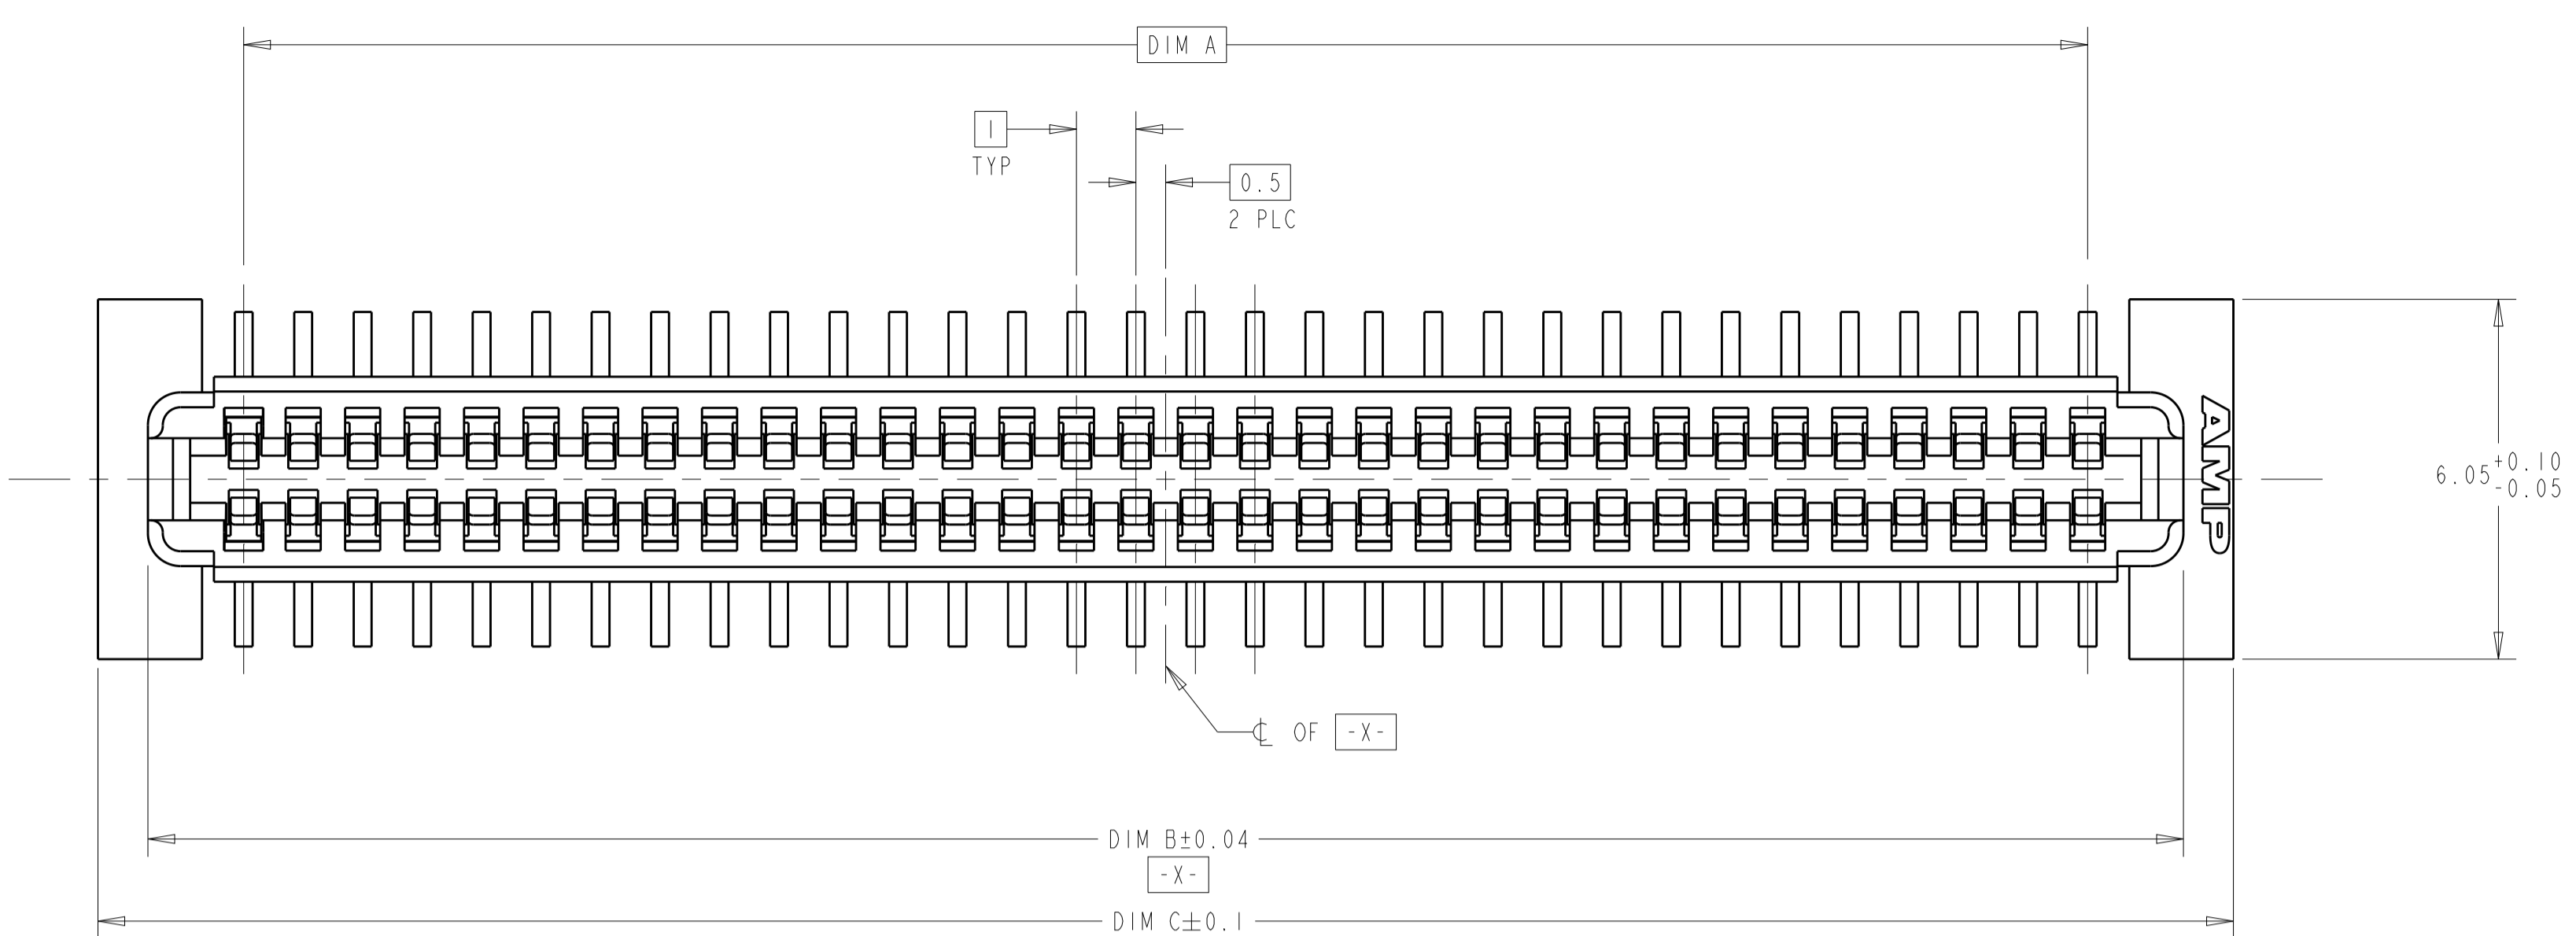 DIM A
1
TYP
0.5
2 PLC
AMP
6.05 +0.10
-0.05
℄ OF -X-
DIM B±0.04
-X-
DIM C±0.1